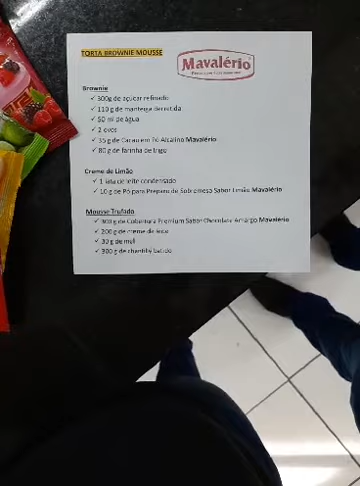 TORTA BROWNIE MOUSSE
Mavalério
Brownie
✓ 300g de açúcar refinado
✓ 110 g de manteiga derretida
✓ 50 ml de água
✓ 2 ovos
✓ 35 g de Cacau em Pó Alcalino Mavalério
✓ 80 g de farinha de trigo
Creme de Limão
✓ 1 lata de leite condensado
✓ 10 g de Pó para Preparo de Sobremesa Sabor Limão Mavalério
Mousse Trufado
✓ 300 g de Cobertura Premium Sabor Chocolate Amargo Mavalério
✓ 200 g de creme de leite
✓ 30 g de mel
✓ 300 g de chantilly batido